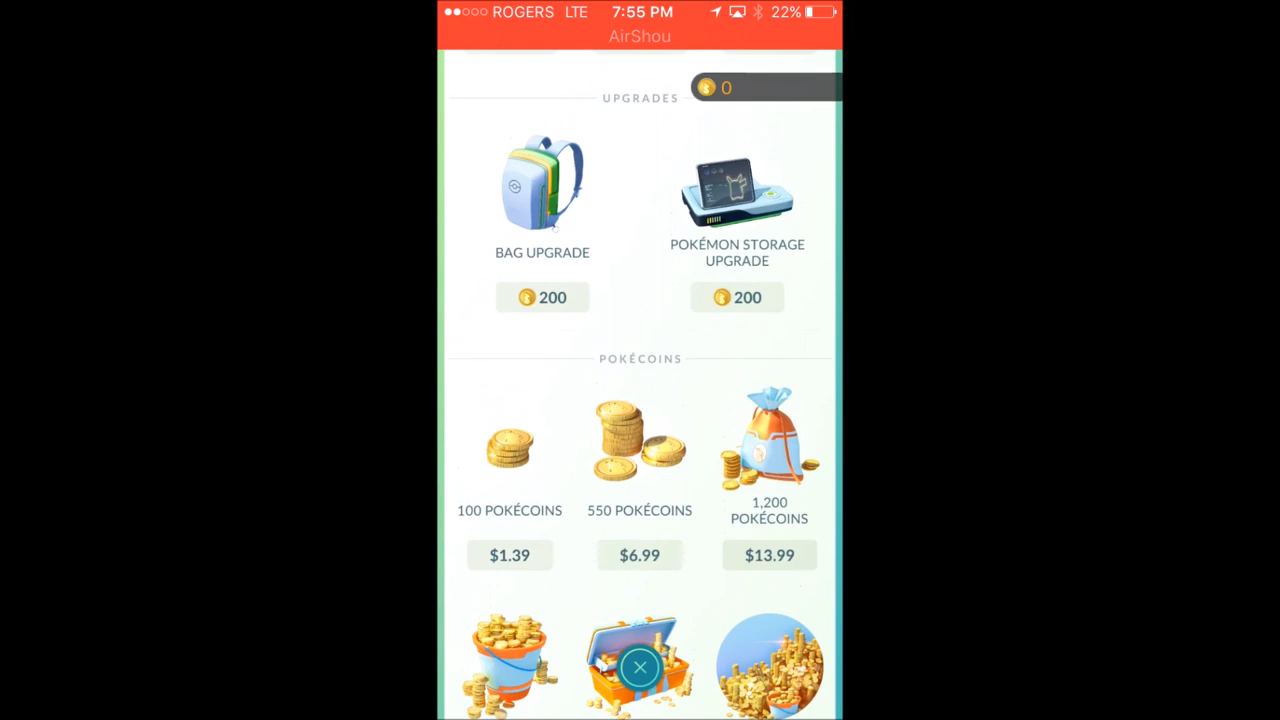 ROGERS LTE 7:55 PM 22%
AirShou
0
UPGRADES
BAG UPGRADE
POKÉMON STORAGE
UPGRADE
200
200
POKÉCOINS
100 POKÉCOINS
550 POKÉCOINS
1,200
POKÉCOINS
$1.39
$6.99
$13.99